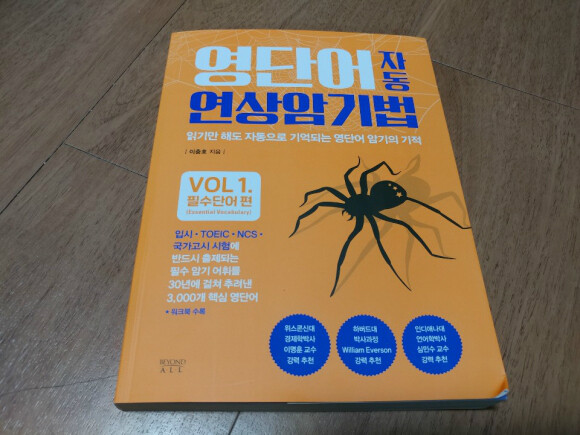 영단어 자동
연상암기법
읽기만 해도 자동으로 기억되는 영단어 암기의 기적
/ 이충호 지음 /
VOL 1.
필수단어 편
(Essential Vocabulary)
입시 · TOEIC · NCS ·
국가고시 시험에
반드시 출제되는
필수 암기 어휘를
30년에 걸쳐 추려낸
3,000개 핵심 영단어
• 워크북 수록
위스콘신대
경제학박사
이명훈 교수
강력 추천
하버드대
박사과정
William Everson
강력 추천
인디애나대
언어학박사
심민수 교수
강력 추천
BEYOND
ALL